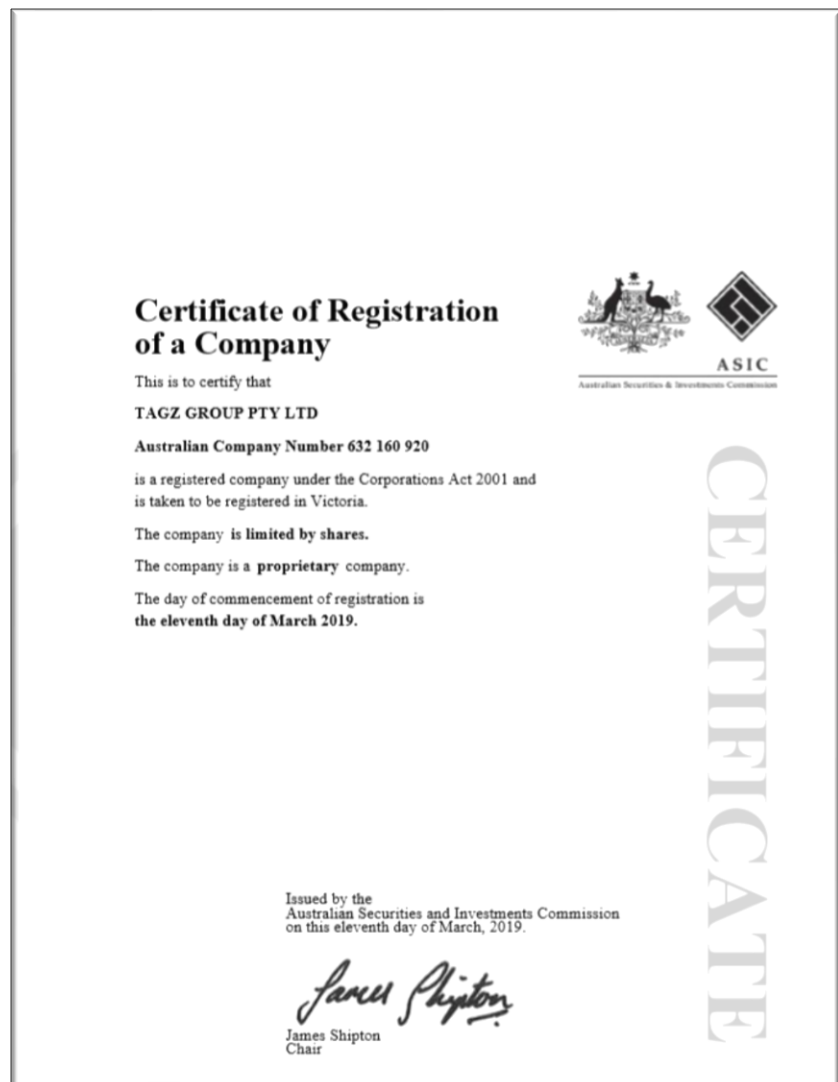 Certificate of Registration
of a Company
ASIC
Australian Securities & Investments Commission
This is to certify that
TAGZ GROUP PTY LTD
Australian Company Number 632 160 920
is a registered company under the Corporations Act 2001 and
is taken to be registered in Victoria.
The company is limited by shares.
The company is a proprietary company.
The day of commencement of registration is
the eleventh day of March 2019.
CERTIFICATE
Issued by the
Australian Securities and Investments Commission
on this eleventh day of March, 2019.
James Shipton
James Shipton
Chair